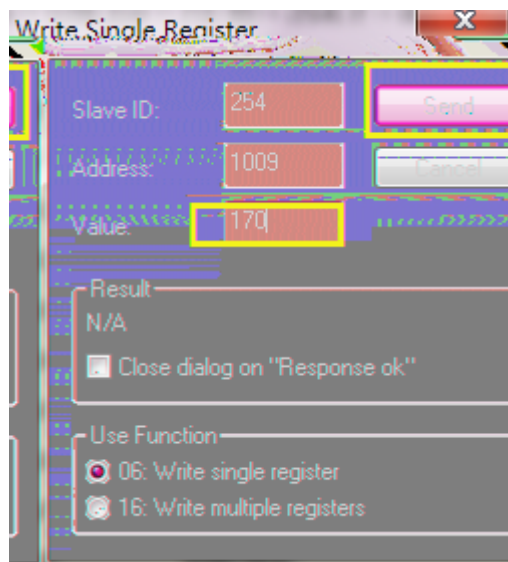 Write Single Register
Slave ID: 254 Send
Address: 1009 Cancel
Value: 170
Result
N/A
Close dialog on "Response ok"
Use Function
06: Write single register
16: Write multiple registers